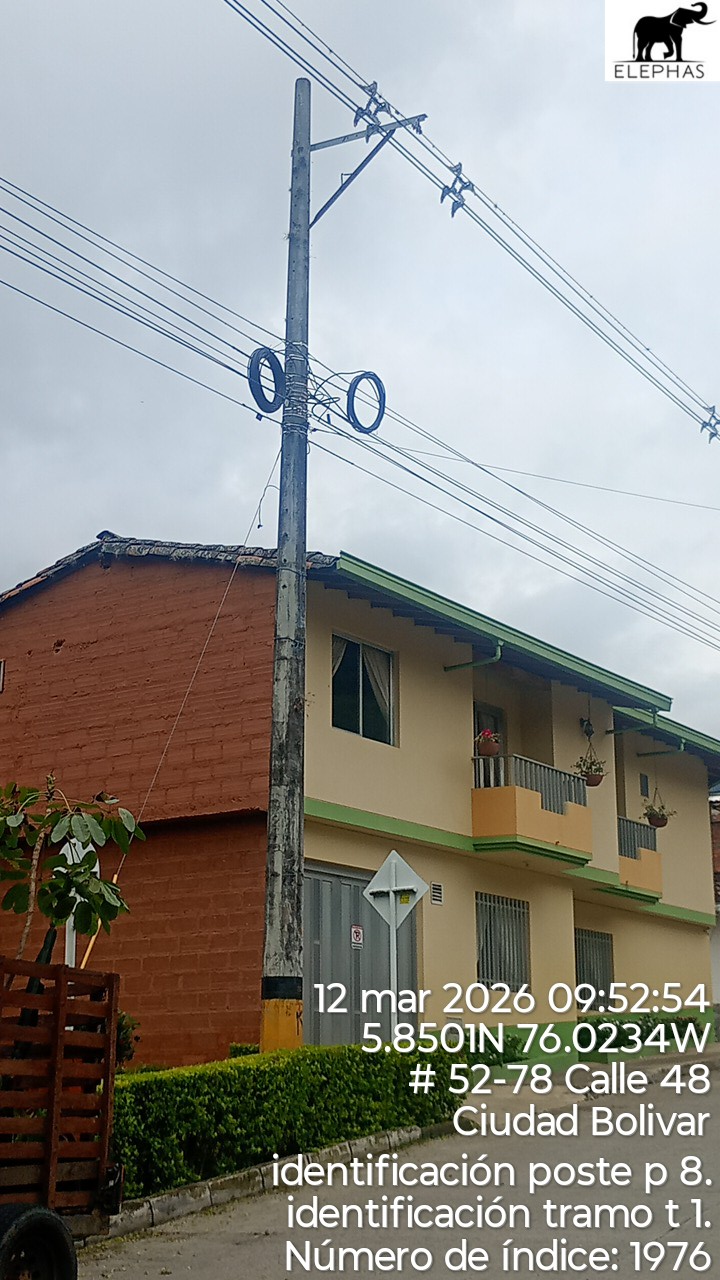 ELEPHAS
12 mar 2026 09:52:54
5.8501N 76.0234W
# 52-78 Calle 48
Ciudad Bolivar
identificación poste p 8.
identificación tramo t 1.
Número de índice: 1976